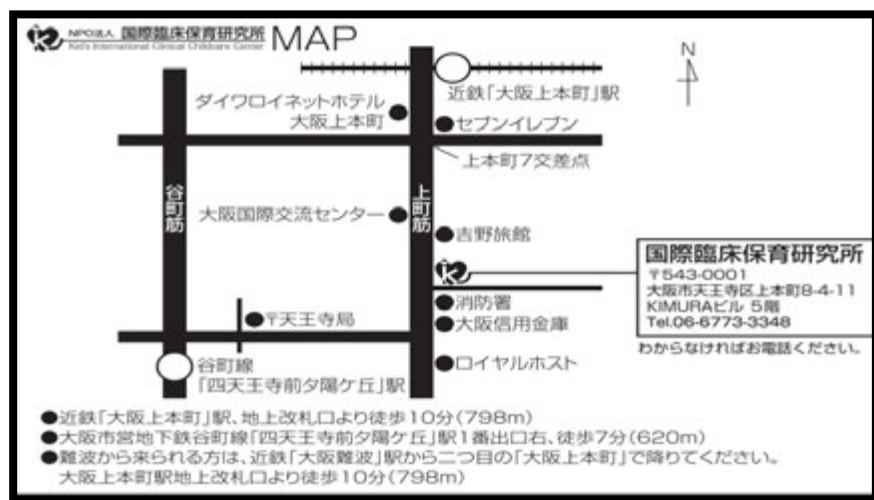 NPO法人 国際臨床保育研究所 MAP
Kid's International Clinical Childcare Center
N
近鉄「大阪上本町」駅
ダイワロイネットホテル
大阪上本町
セブンイレブン
上本町7交差点
谷町筋
上町筋
大阪国際交流センター
吉野旅館
国際臨床保育研究所
〒543-0001
大阪市天王寺区上本町8-4-11
KIMURAビル 5階
Tel.06-6773-3348
わからなければお電話ください。
消防署
大阪信用金庫
〒天王寺局
ロイヤルホスト
谷町線
「四天王寺前夕陽ケ丘」駅
●近鉄「大阪上本町」駅、地上改札口より徒歩10分(798m)
●大阪市営地下鉄谷町線「四天王寺前夕陽ケ丘」駅1番出口右、徒歩7分(620m)
●難波から来られる方は、近鉄「大阪難波」駅から二つ目の「大阪上本町」で降りてください。
大阪上本町駅地上改札口より徒歩10分(798m)